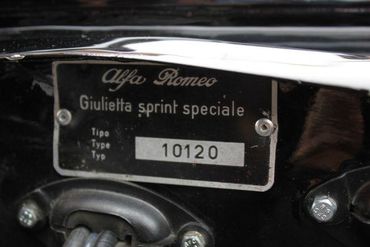 Alfa Romeo
Giulietta sprint speciale
Tipo
Type 10120
Typ